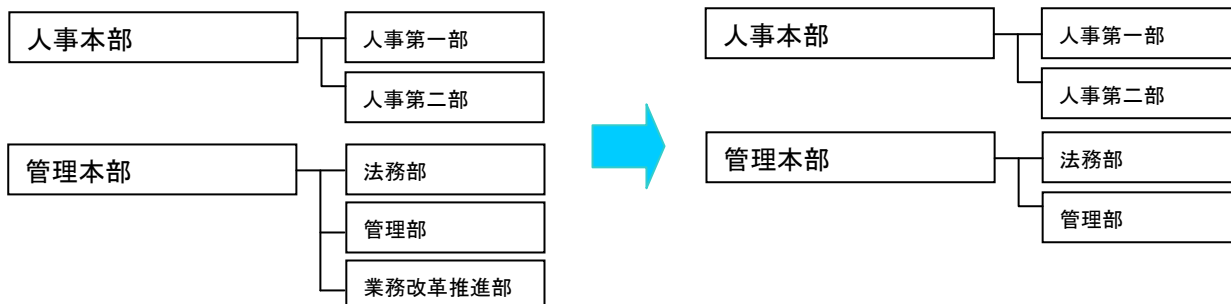 人事本部
人事第一部
人事第二部
管理本部
法務部
管理部
業務改革推進部
人事本部
人事第一部
人事第二部
管理本部
法務部
管理部